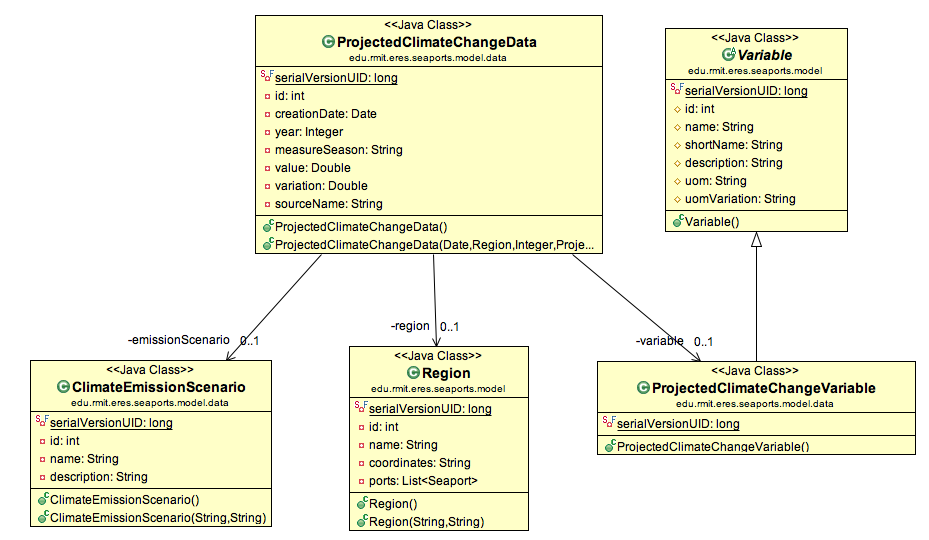 <<Java Class>>
ProjectedClimateChangeData
edu.rmit.eres.seaports.model.data
serialVersionUID: long
id: int
creationDate: Date
year: Integer
measureSeason: String
value: Double
variation: Double
sourceName: String
ProjectedClimateChangeData()
ProjectedClimateChangeData(Date,Region,Integer,Proje...
<<Java Class>>
Variable
edu.rmit.eres.seaports.model
serialVersionUID: long
id: int
name: String
shortName: String
description: String
uom: String
uomVariation: String
Variable()
-emissionScenario 0..1
-region 0..1
-variable 0..1
<<Java Class>>
ClimateEmissionScenario
edu.rmit.eres.seaports.model.data
serialVersionUID: long
id: int
name: String
description: String
ClimateEmissionScenario()
ClimateEmissionScenario(String,String)
<<Java Class>>
Region
edu.rmit.eres.seaports.model
serialVersionUID: long
id: int
name: String
coordinates: String
ports: List<Seaport>
Region()
Region(String,String)
<<Java Class>>
ProjectedClimateChangeVariable
edu.rmit.eres.seaports.model.data
serialVersionUID: long
ProjectedClimateChangeVariable()